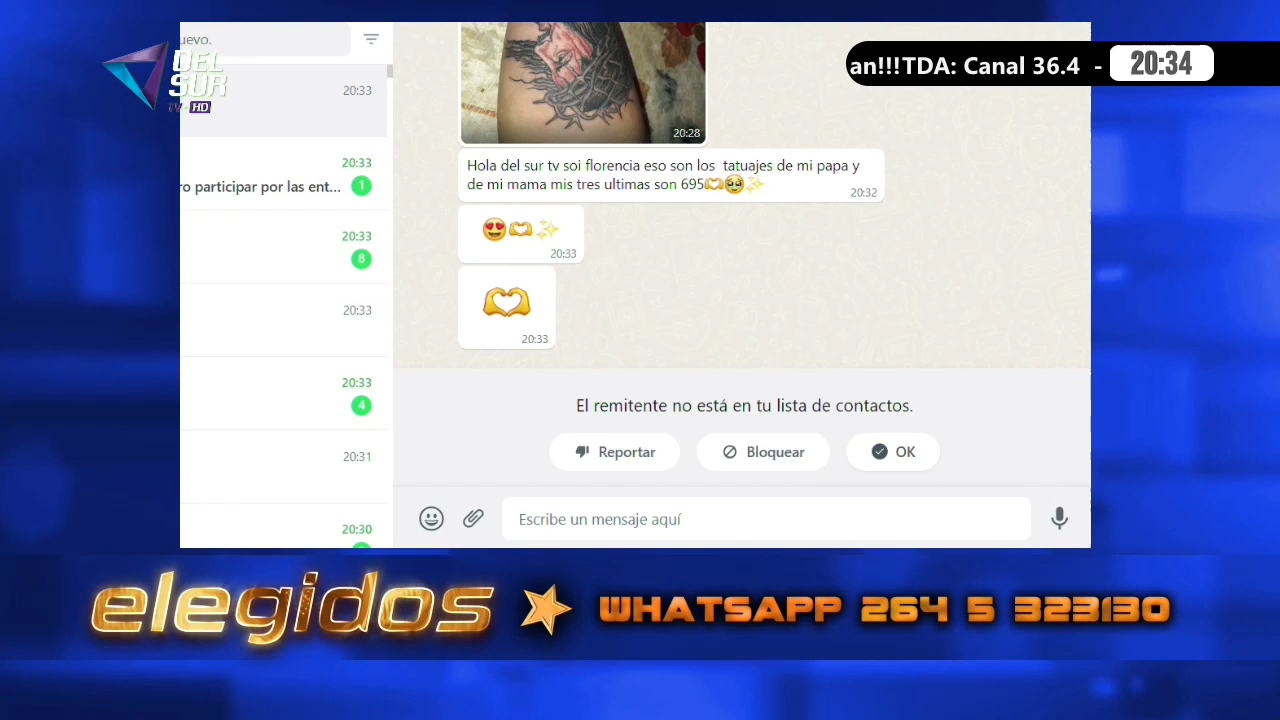 uevo.
DEL
SUR
TV-HD
an!!!TDA: Canal 36.4 -
20:34
20:33
20:33
ro participar por las ent...
1
20:33
8
20:33
20:33
4
20:31
20:30
20:28
Hola del sur tv soi florencia eso son los tatuajes de mi papa y
de mi mama mis tres ultimas son 695🫶🥹✨
20:32
😍🫶✨
20:33
🫶
20:33
El remitente no está en tu lista de contactos.
Reportar
Bloquear
OK
Escribe un mensaje aquí
elegidos
WHATSAPP 264 5 323130